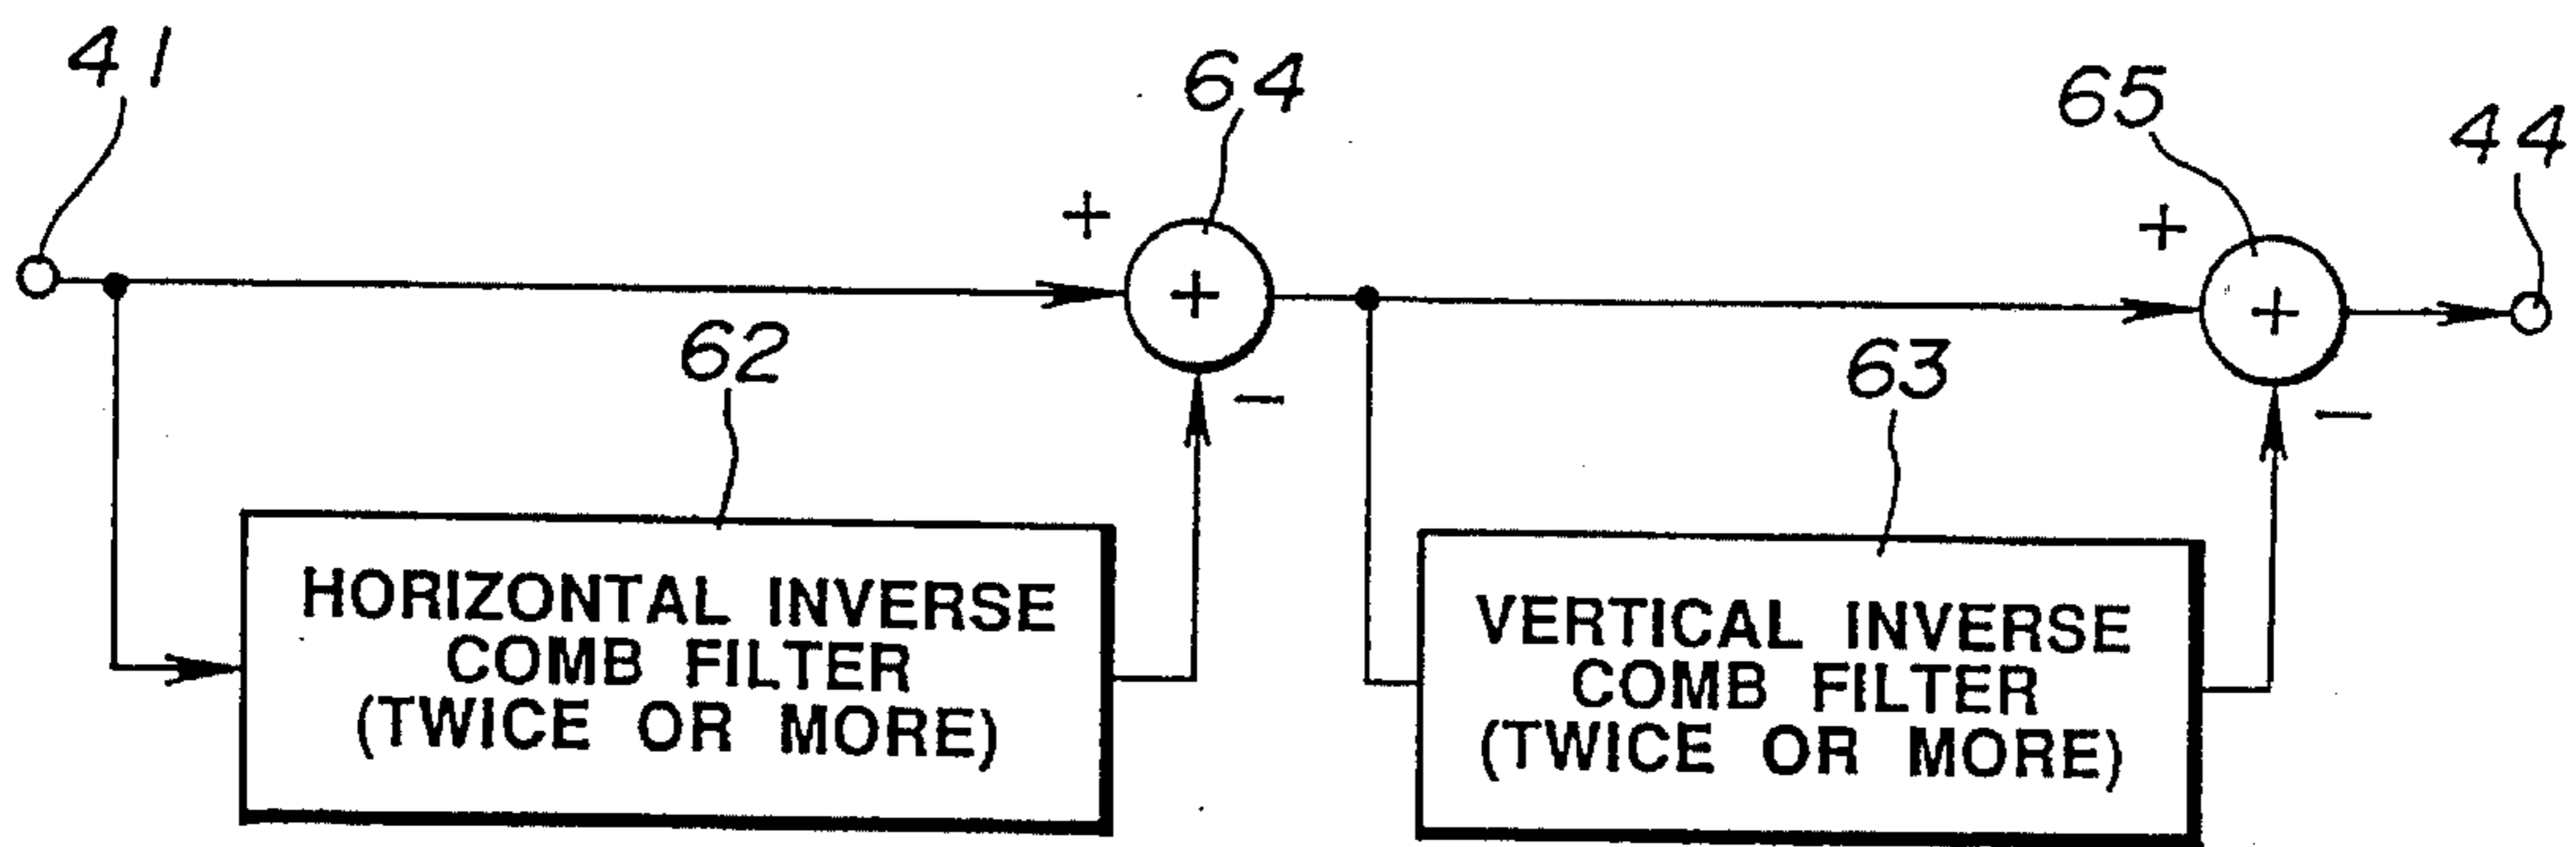 41
64
65
44
+
+
+
+
62
63
−
−
HORIZONTAL INVERSE
COMB FILTER
(TWICE OR MORE)
VERTICAL INVERSE
COMB FILTER
(TWICE OR MORE)